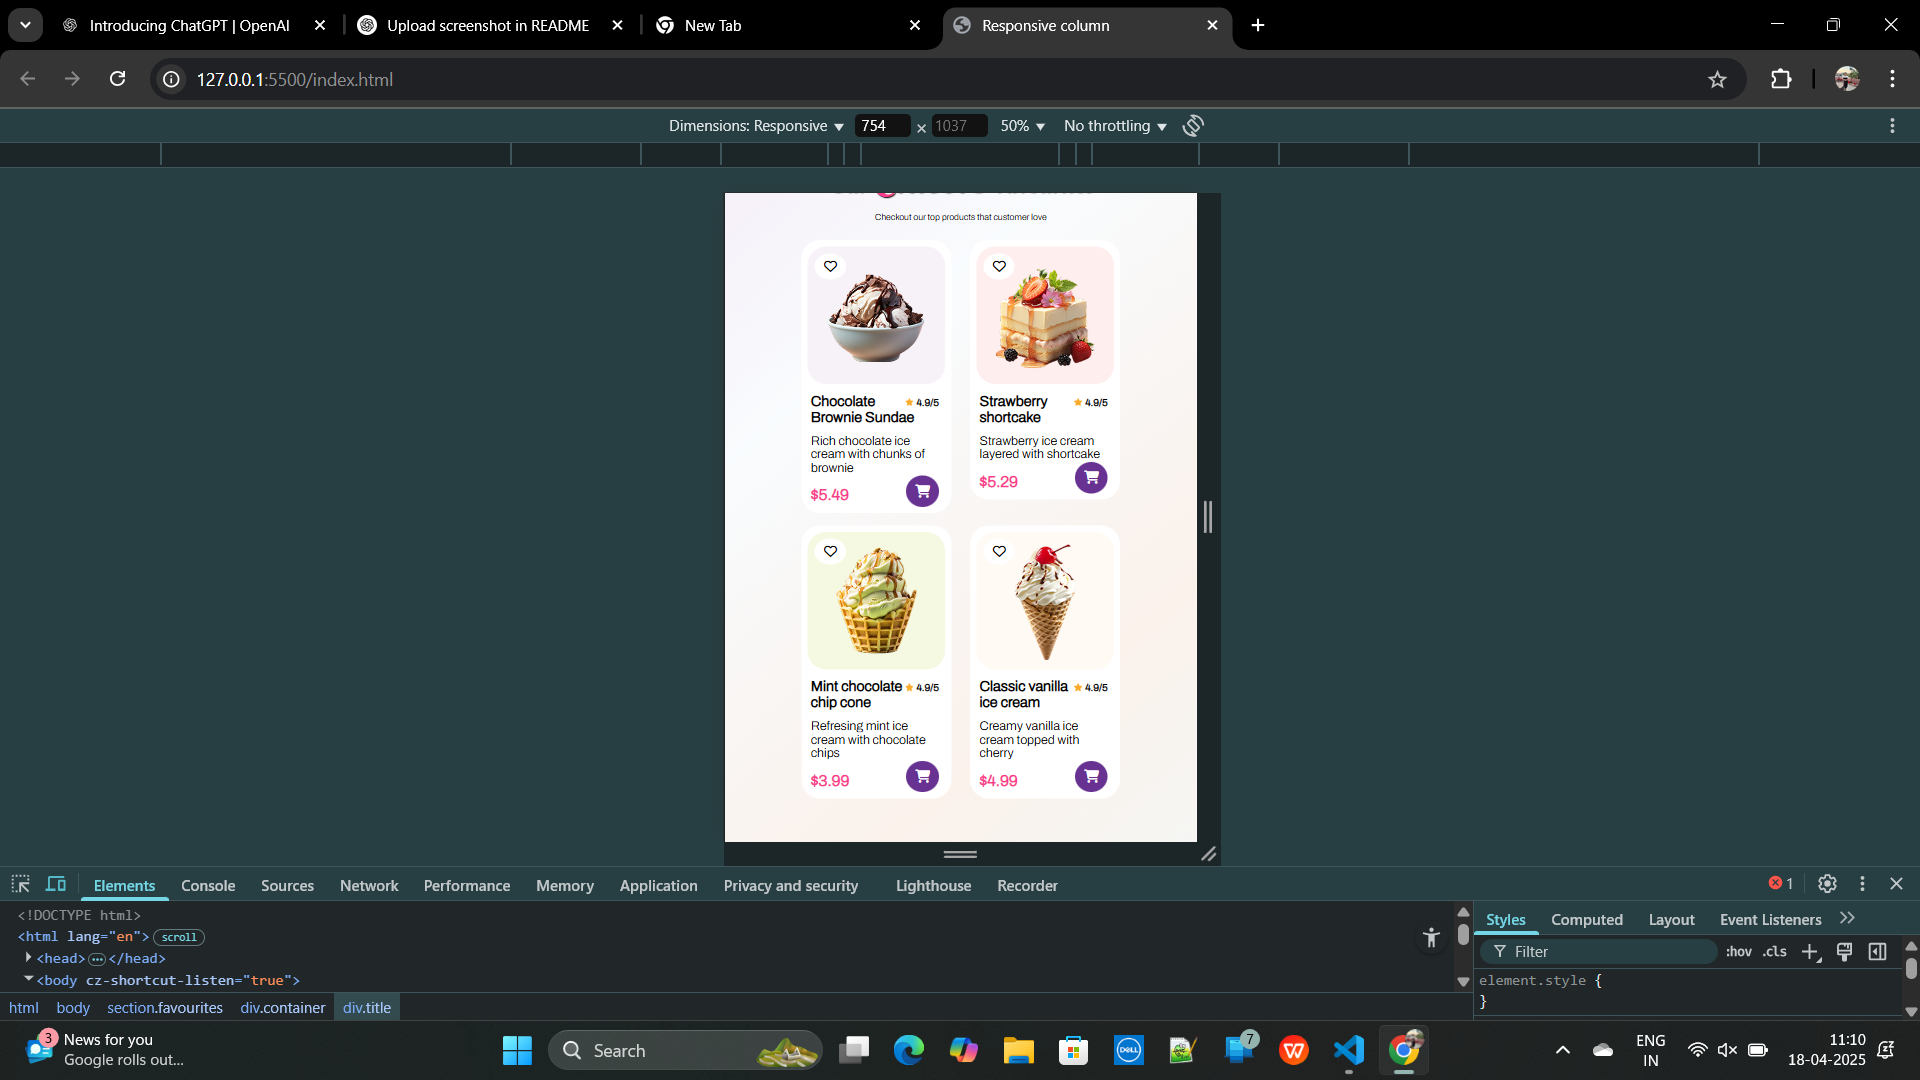 Introducing ChatGPT | OpenAI
Upload screenshot in README
New Tab
Responsive column
127.0.0.1:5500/index.html
Dimensions: Responsive
754
×
1037
50%
No throttling
Checkout our top products that customer love
Chocolate
Brownie Sundae
4.9/5
Rich chocolate ice
cream with chunks of
brownie
$5.49
Strawberry
shortcake
4.9/5
Strawberry ice cream
layered with shortcake
$5.29
Mint chocolate
chip cone
4.9/5
Refresing mint ice
cream with chocolate
chips
$3.99
Classic vanilla
ice cream
4.9/5
Creamy vanilla ice
cream topped with
cherry
$4.99
Elements
Console
Sources
Network
Performance
Memory
Application
Privacy and security
Lighthouse
Recorder
1
<!DOCTYPE html>
<html lang="en">
scroll
<head>
</head>
<body cz-shortcut-listen="true">
html
body
section.favourites
div.container
div.title
Styles
Computed
Layout
Event Listeners
Filter
:hov
.cls
element.style {
}
3
News for you
Google rolls out...
Search
DELL
7
W
ENG
IN
11:10
18-04-2025